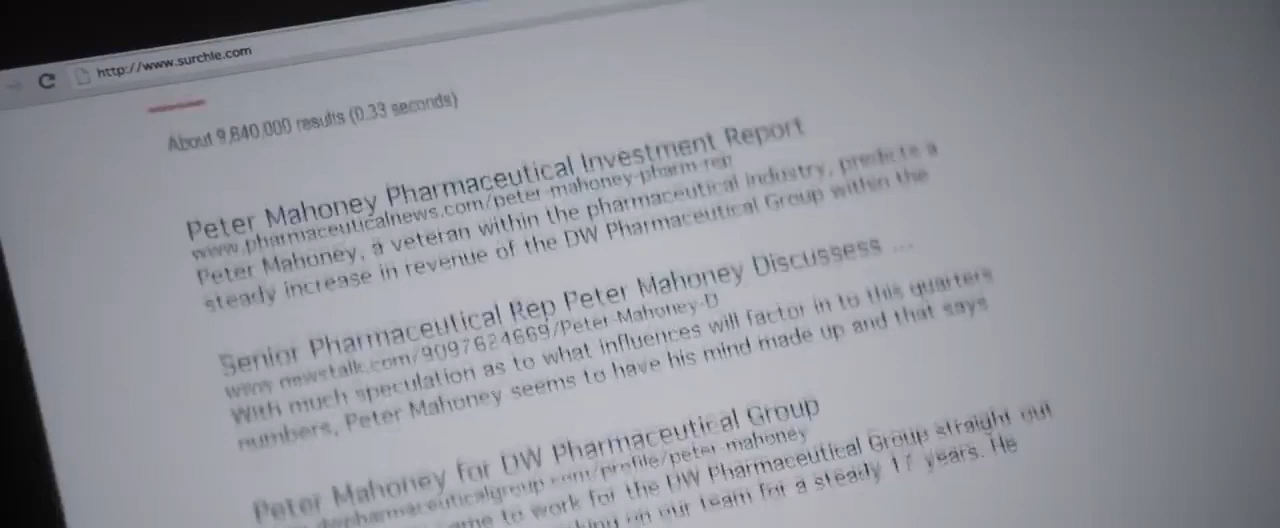 http://www.surchle.com
About 9,640,000 results (0.33 seconds)
Peter Mahoney Pharmaceutical Investment Report
www.pharmaceuticalnews.com/peter-mahoney-pharm-rep
Peter Mahoney, a veteran within the pharmaceutical industry, predicts a
steady increase in revenue of the DW Pharmaceutical Group within the
Senior Pharmaceutical Rep Peter Mahoney Discussess ...
www.newstalk.com/9097624669/Peter-Mahoney-D
With much speculation as to what influences will factor in to this quarters
numbers, Peter Mahoney seems to have his mind made up and that says
Peter Mahoney for DW Pharmaceutical Group
pharmaceuticalgroup.com/profile/peter-mahoney
to work for the DW Pharmaceutical Group straight out
on our team for a steady 17 years. He